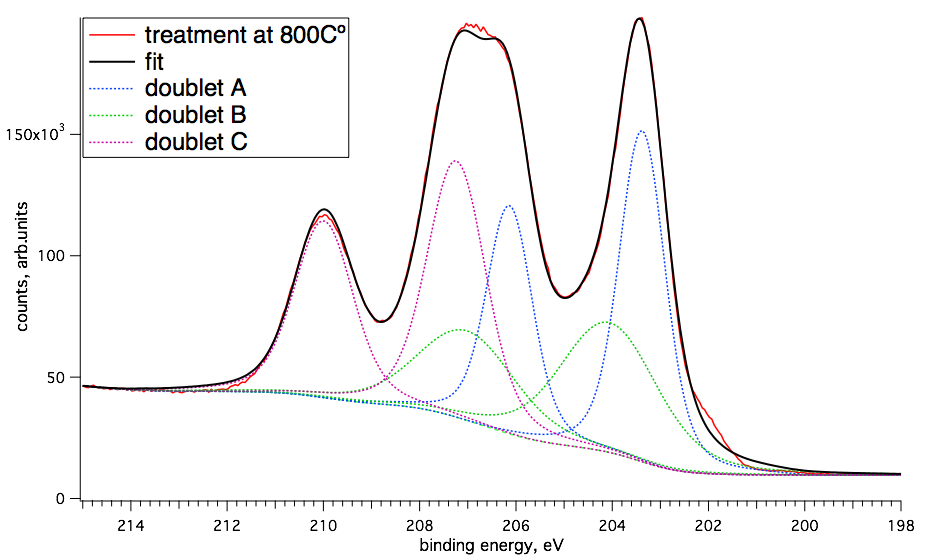 treatment at 800Cº
fit
doublet A
doublet B
doublet C
150x10³
100
50
0
counts, arb.units
214 212 210 208 206 204 202 200 198
binding energy, eV